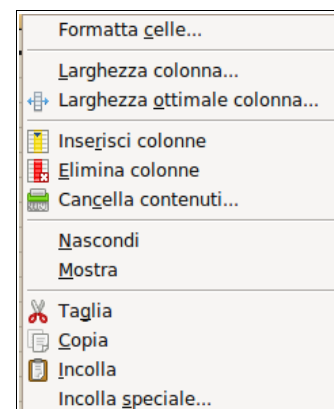 Formatta celle...
Larghezza colonna...
Larghezza ottimale colonna...
Inserisci colonne
Elimina colonne
Cancella contenuti...
Nascondi
Mostra
Taglia
Copia
Incolla
Incolla speciale...